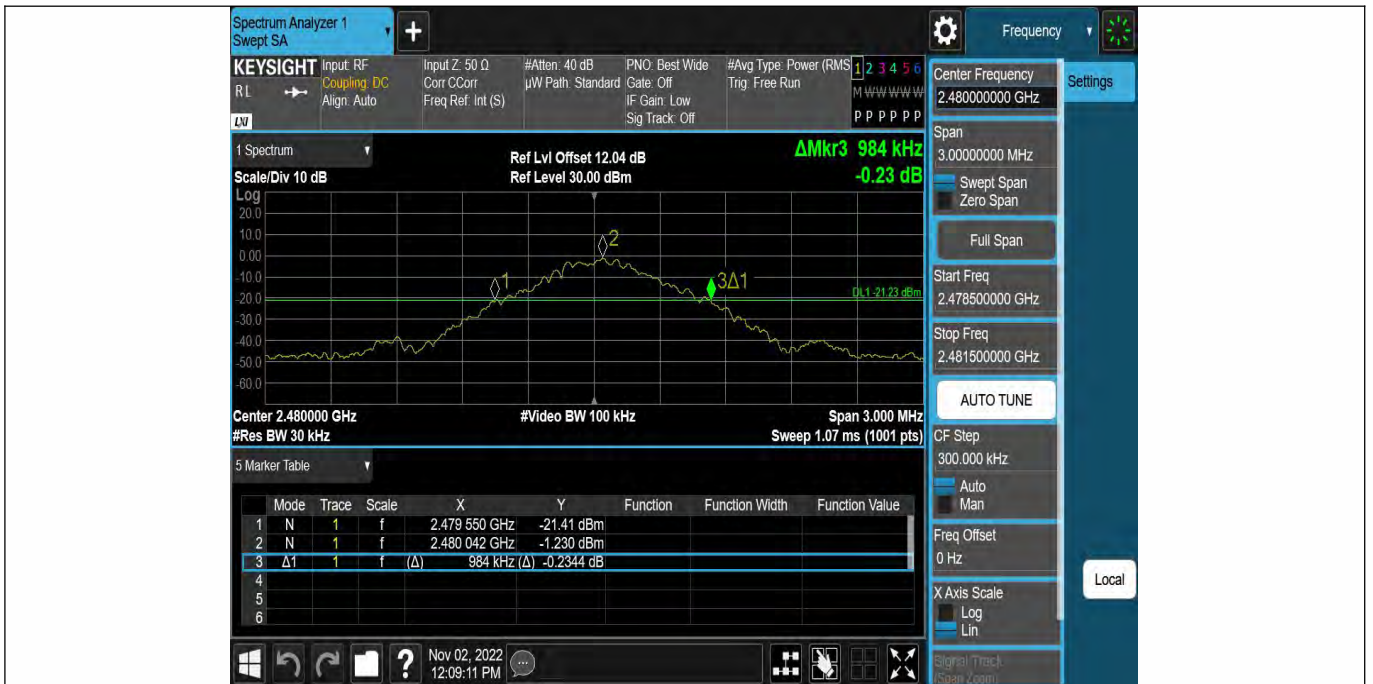 Spectrum Analyzer 1
Swept SA
+
Frequency
KEYSIGHT
RL
LXI
Input: RF
Coupling: DC
Align: Auto
Input Z: 50 Ω
Corr CCorr
Freq Ref: Int (S)
#Atten: 40 dB
µW Path: Standard
PNO: Best Wide
Gate: Off
IF Gain: Low
Sig Track: Off
#Avg Type: Power (RMS
Trig: Free Run
1 2 3 4 5 6
M W W W W W
P P P P P P
1 Spectrum
Scale/Div 10 dB
Ref Lvl Offset 12.04 dB
Ref Level 30.00 dBm
ΔMkr3 984 kHz
-0.23 dB
Log
20.0
10.0
0.00
-10.0
-20.0
-30.0
-40.0
-50.0
-60.0
1
2
3Δ1
DL1 -21.23 dBm
Center 2.480000 GHz
#Video BW 100 kHz
Span 3.000 MHz
#Res BW 30 kHz
Sweep 1.07 ms (1001 pts)
5 Marker Table
Mode Trace Scale X Y Function Function Width Function Value
1 N 1 f 2.479 550 GHz -21.41 dBm
2 N 1 f 2.480 042 GHz -1.230 dBm
3 Δ1 1 f (Δ) 984 kHz (Δ) -0.2344 dB
4
5
6
?
Nov 02, 2022
12:09:11 PM
Center Frequency
2.480000000 GHz
Span
3.00000000 MHz
Swept Span
Zero Span
Full Span
Start Freq
2.478500000 GHz
Stop Freq
2.481500000 GHz
AUTO TUNE
CF Step
300.000 kHz
Auto
Man
Freq Offset
0 Hz
X Axis Scale
Log
Lin
Signal Track
(Span Zoom)
Settings
Local